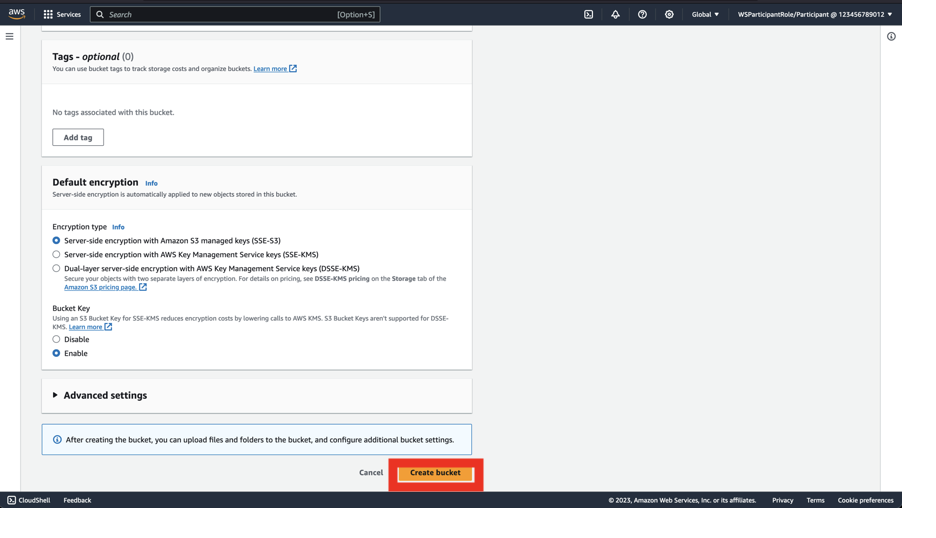 aws Services Search [Option+S] Global ▼ WSParticipantRole/Participant @ 123456789012 ▼
Tags - optional (0)
You can use bucket tags to track storage costs and organize buckets. Learn more
No tags associated with this bucket.
Add tag
Default encryption Info
Server-side encryption is automatically applied to new objects stored in this bucket.
Encryption type Info
Server-side encryption with Amazon S3 managed keys (SSE-S3)
Server-side encryption with AWS Key Management Service keys (SSE-KMS)
Dual-layer server-side encryption with AWS Key Management Service keys (DSSE-KMS)
Secure your objects with two separate layers of encryption. For details on pricing, see DSSE-KMS pricing on the Storage tab of the
Amazon S3 pricing page.
Bucket Key
Using an S3 Bucket Key for SSE-KMS reduces encryption costs by lowering calls to AWS KMS. S3 Bucket Keys aren't supported for DSSE-
KMS. Learn more
Disable
Enable
Advanced settings
After creating the bucket, you can upload files and folders to the bucket, and configure additional bucket settings.
Cancel Create bucket
CloudShell Feedback © 2023, Amazon Web Services, Inc. or its affiliates. Privacy Terms Cookie preferences